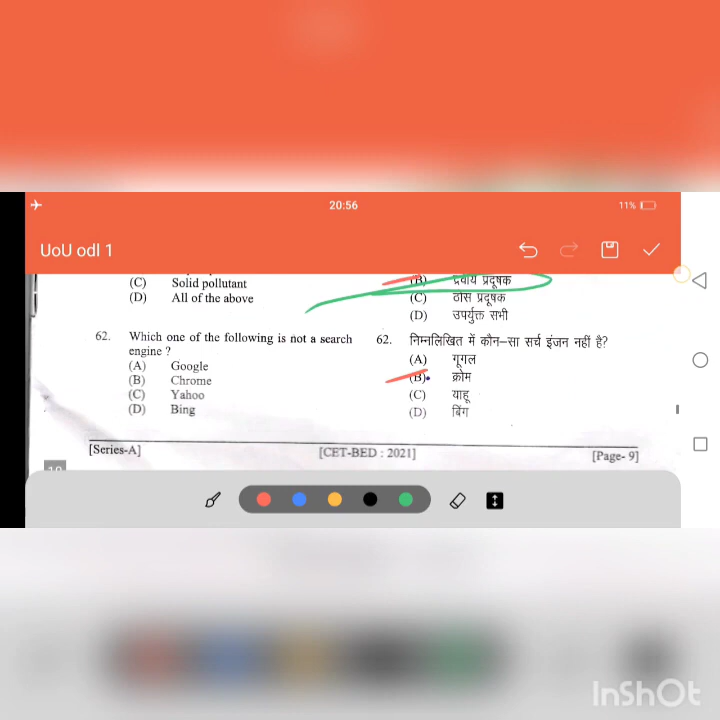 20:56
11%
UoU odl 1
(C) Solid pollutant
(D) All of the above
(B) द्रवीय प्रदूषक
(C) ठोस प्रदूषक
(D) उपर्युक्त सभी
62. Which one of the following is not a search
engine ?
(A) Google
(B) Chrome
(C) Yahoo
(D) Bing
62. निम्नलिखित में कौन-सा सर्च इंजन नहीं है?
(A) गूगल
(B) क्रोम
(C) याहू
(D) बिंग
[Series-A] [CET-BED : 2021] [Page- 9]
InShOt